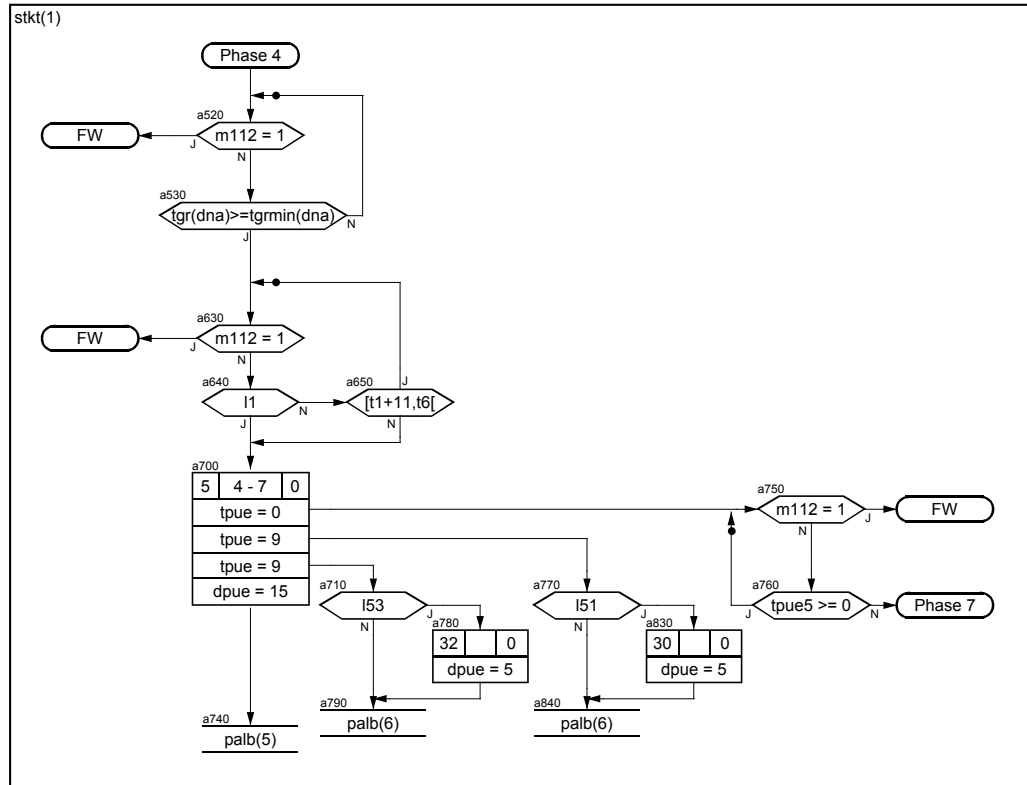 stkt(1)
Phase 4
a520
FW
m112 = 1
J
N
a530
tgr(dna)>=tgrmin(dna)
N
J
a630
FW
m112 = 1
J
N
a640
l1
N
J
a650
J
[t1+11,t6[
N
a700
5 4 - 7 0
tpue = 0
tpue = 9
tpue = 9
dpue = 15
a750
m112 = 1
J
N
FW
a760
tpue5 >= 0
J
N
Phase 7
a710
l53
J
N
a780
32 0
dpue = 5
a770
l51
J
N
a830
30 0
dpue = 5
a790
palb(6)
a840
palb(6)
a740
palb(5)